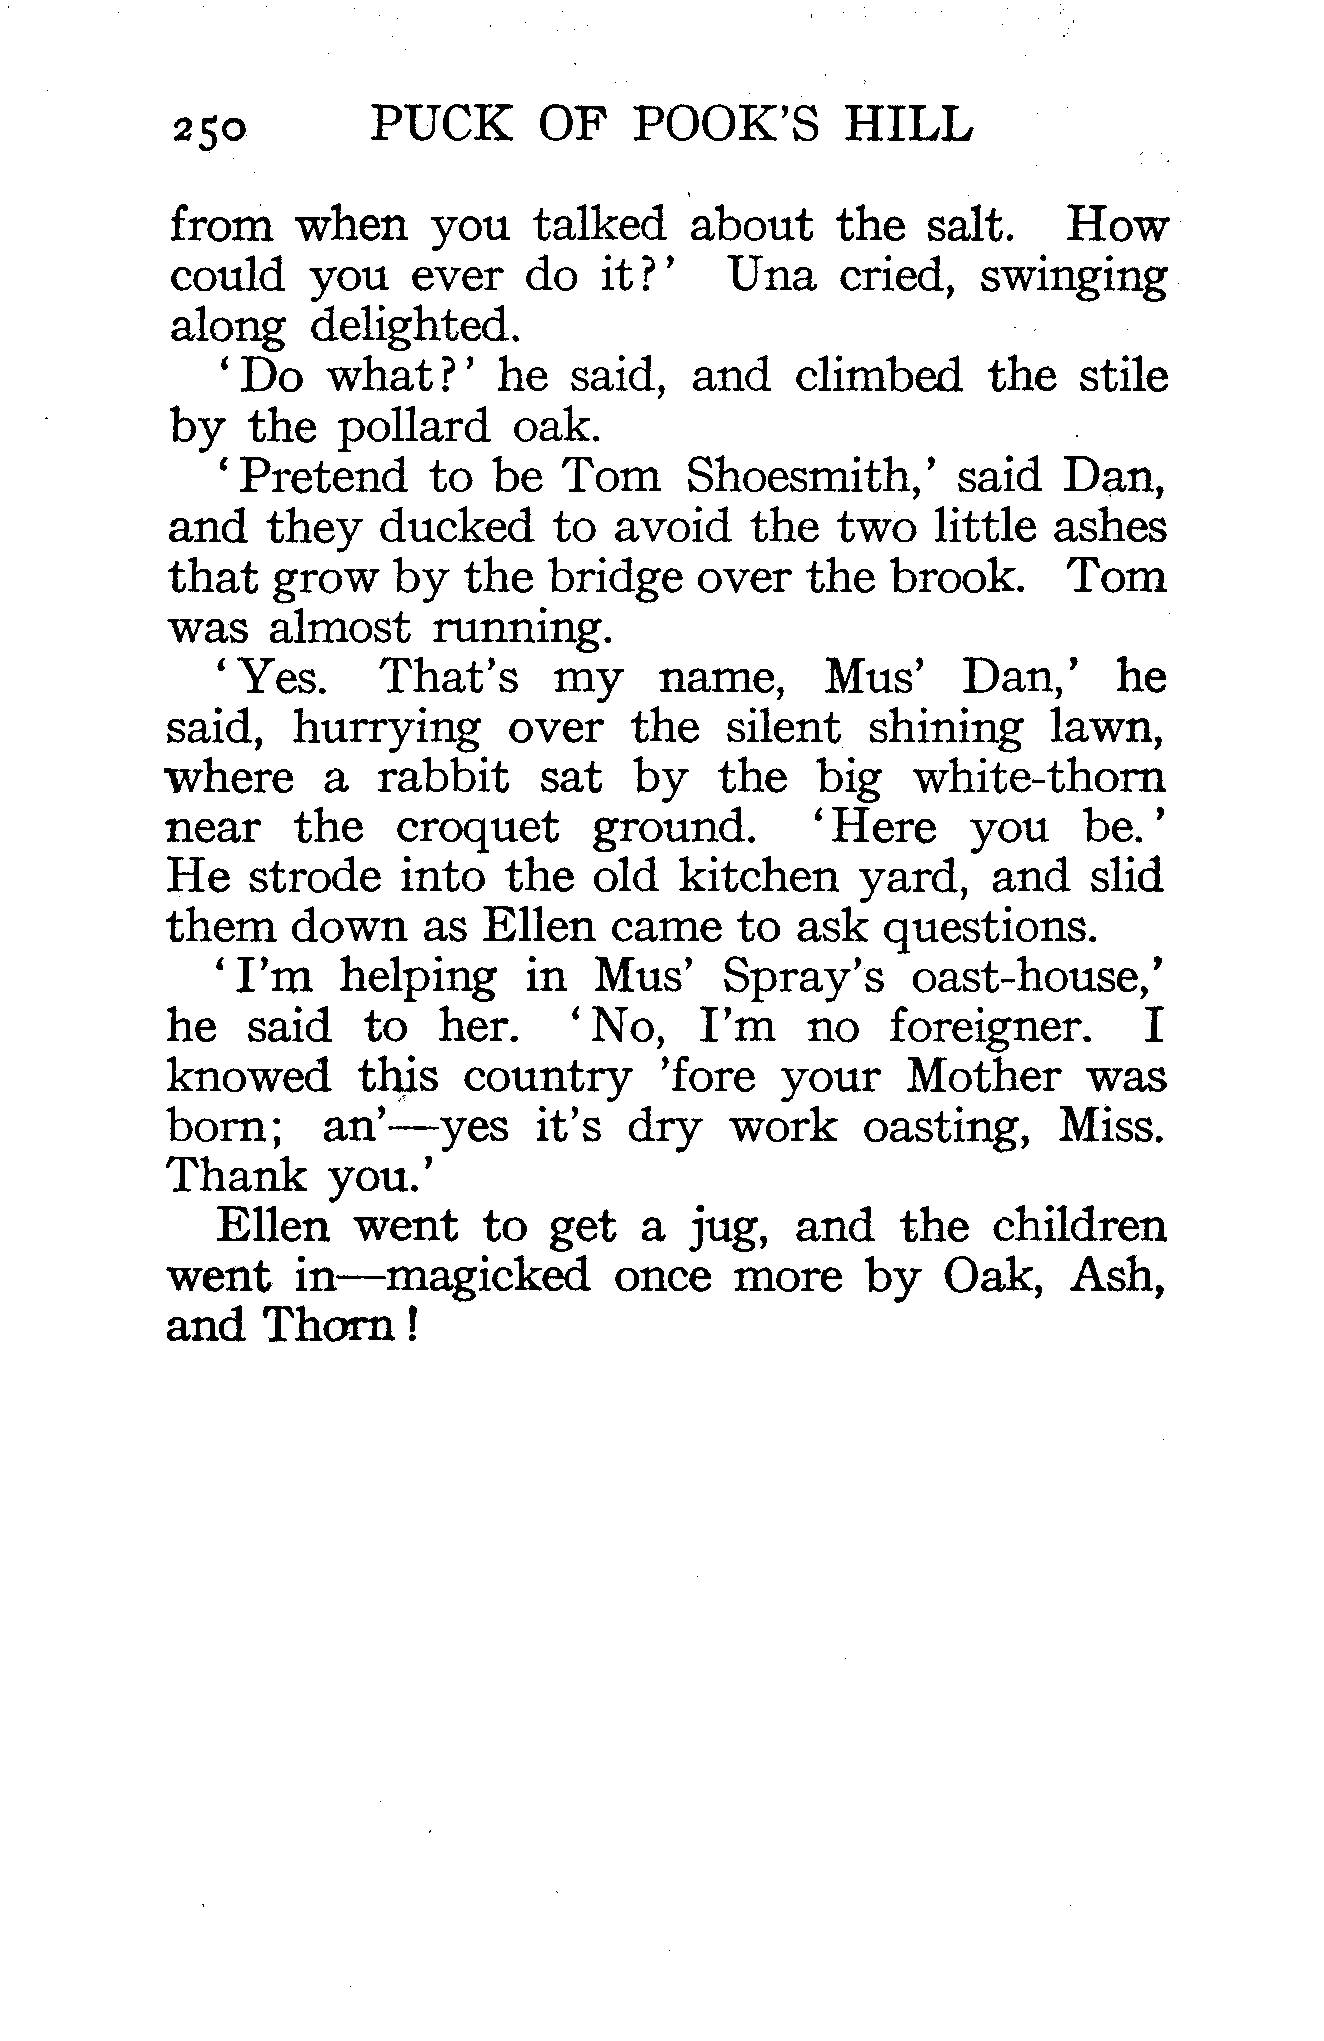 250 PUCK OF POOK'S HILL
from when you talked about the salt. How
could you ever do it?' Una cried, swinging
along delighted.
'Do what?' he said, and climbed the stile
by the pollard oak.
'Pretend to be Tom Shoesmith,' said Dan,
and they ducked to avoid the two little ashes
that grow by the bridge over the brook. Tom
was almost running.
'Yes. That's my name, Mus' Dan,' he
said, hurrying over the silent shining lawn,
where a rabbit sat by the big white-thorn
near the croquet ground. 'Here you be.'
He strode into the old kitchen yard, and slid
them down as Ellen came to ask questions.
'I'm helping in Mus' Spray's oast-house,'
he said to her. 'No, I'm no foreigner. I
knowed this country 'fore your Mother was
born; an'—yes it's dry work oasting, Miss.
Thank you.'
Ellen went to get a jug, and the children
went in—magicked once more by Oak, Ash,
and Thorn!